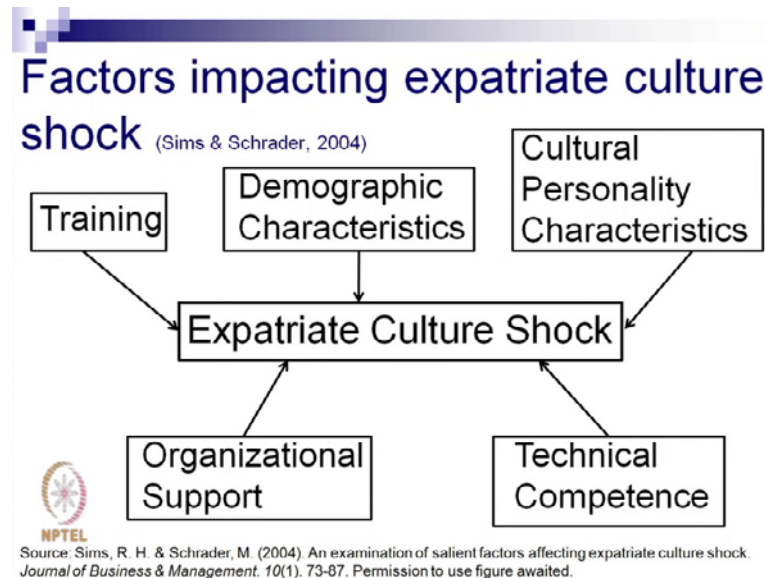 Factors impacting expatriate culture
shock (Sims & Schrader, 2004)
Training
Demographic
Characteristics
Cultural
Personality
Characteristics
Expatriate Culture Shock
Organizational
Support
Technical
Competence
NPTEL
Source: Sims, R. H. & Schrader, M. (2004). An examination of salient factors affecting expatriate culture shock.
Journal of Business & Management. 10(1). 73-87. Permission to use figure awaited.